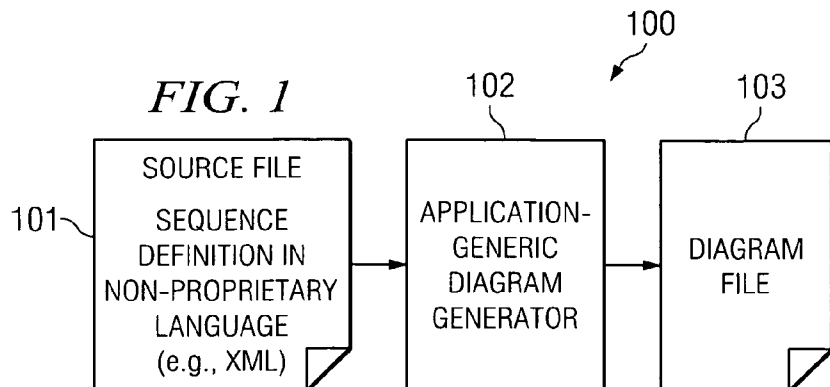 100
FIG. 1
102
103
101
SOURCE FILE
SEQUENCE
DEFINITION IN
NON-PROPRIETARY
LANGUAGE
(e.g., XML)
APPLICATION-
GENERIC
DIAGRAM
GENERATOR
DIAGRAM
FILE